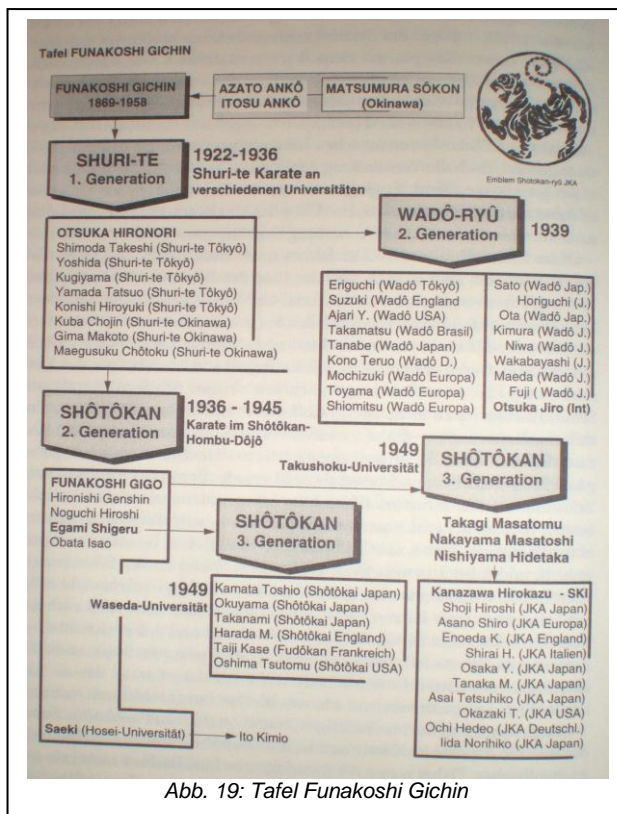 Tafel FUNAKOSHI GICHIN
FUNAKOSHI GICHIN
1869-1958
AZATO ANKÔ
ITOSU ANKÔ
MATSUMURA SÔKON
(Okinawa)
Emblem Shotokan-ryû JKA
SHURI-TE
1. Generation
1922-1936
Shuri-te Karate an
verschiedenen Universitäten
WADÔ-RYÛ
2. Generation
1939
OTSUKA HIRONORI
Shimoda Takeshi (Shuri-te Tôkyô)
Yoshida (Shuri-te Tôkyô)
Kugiyama (Shuri-te Tôkyô)
Yamada Tatsuo (Shuri-te Tôkyô)
Konishi Hiroyuki (Shuri-te Tôkyô)
Kuba Chojin (Shuri-te Okinawa)
Gima Makoto (Shuri-te Okinawa)
Maegusuku Chôtoku (Shuri-te Okinawa)
Eriguchi (Wadô Tôkyô)
Suzuki (Wadô England
Ajari Y. (Wadô USA)
Takamatsu (Wadô Brasil)
Tanabe (Wadô Japan)
Kono Teruo (Wadô D.)
Mochizuki (Wadô Europa)
Toyama (Wadô Europa)
Shiomitsu (Wadô Europa)
Sato (Wadô Jap.)
Horiguchi (J.)
Ota (Wadô Jap.)
Kimura (Wadô J.)
Niwa (Wadô J.)
Wakabayashi (J.)
Maeda (Wadô J.)
Fuji ( Wadô J.)
Otsuka Jiro (Int)
SHÔTÔKAN
2. Generation
1936 - 1945
Karate im Shôtôkan-
Hombu-Dôjô
1949
Takushoku-Universität
SHÔTÔKAN
3. Generation
FUNAKOSHI GIGO
Hironishi Genshin
Noguchi Hiroshi
Egami Shigeru
Obata Isao
SHÔTÔKAN
3. Generation
Takagi Masatomu
Nakayama Masatoshi
Nishiyama Hidetaka
1949
Waseda-Universität
Kamata Toshio (Shôtôkai Japan)
Okuyama (Shôtôkai Japan)
Takanami (Shôtôkai Japan)
Harada M. (Shôtôkai England)
Taiji Kase (Fudôkan Frankreich)
Oshima Tsutomu (Shôtôkai USA)
Kanazawa Hirokazu - SKI
Shoji Hiroshi (JKA Japan)
Asano Shiro (JKA Europa)
Enoeda K. (JKA England)
Shirai H. (JKA Italien)
Osaka Y. (JKA Japan)
Tanaka M. (JKA Japan)
Asai Tetsuhiko (JKA Japan)
Okazaki T. (JKA USA)
Ochi Hedeo (JKA Deutschl.)
Iida Norihiko (JKA Japan)
Saeki (Hosei-Universität)
Ito Kimio
Abb. 19: Tafel Funakoshi Gichin